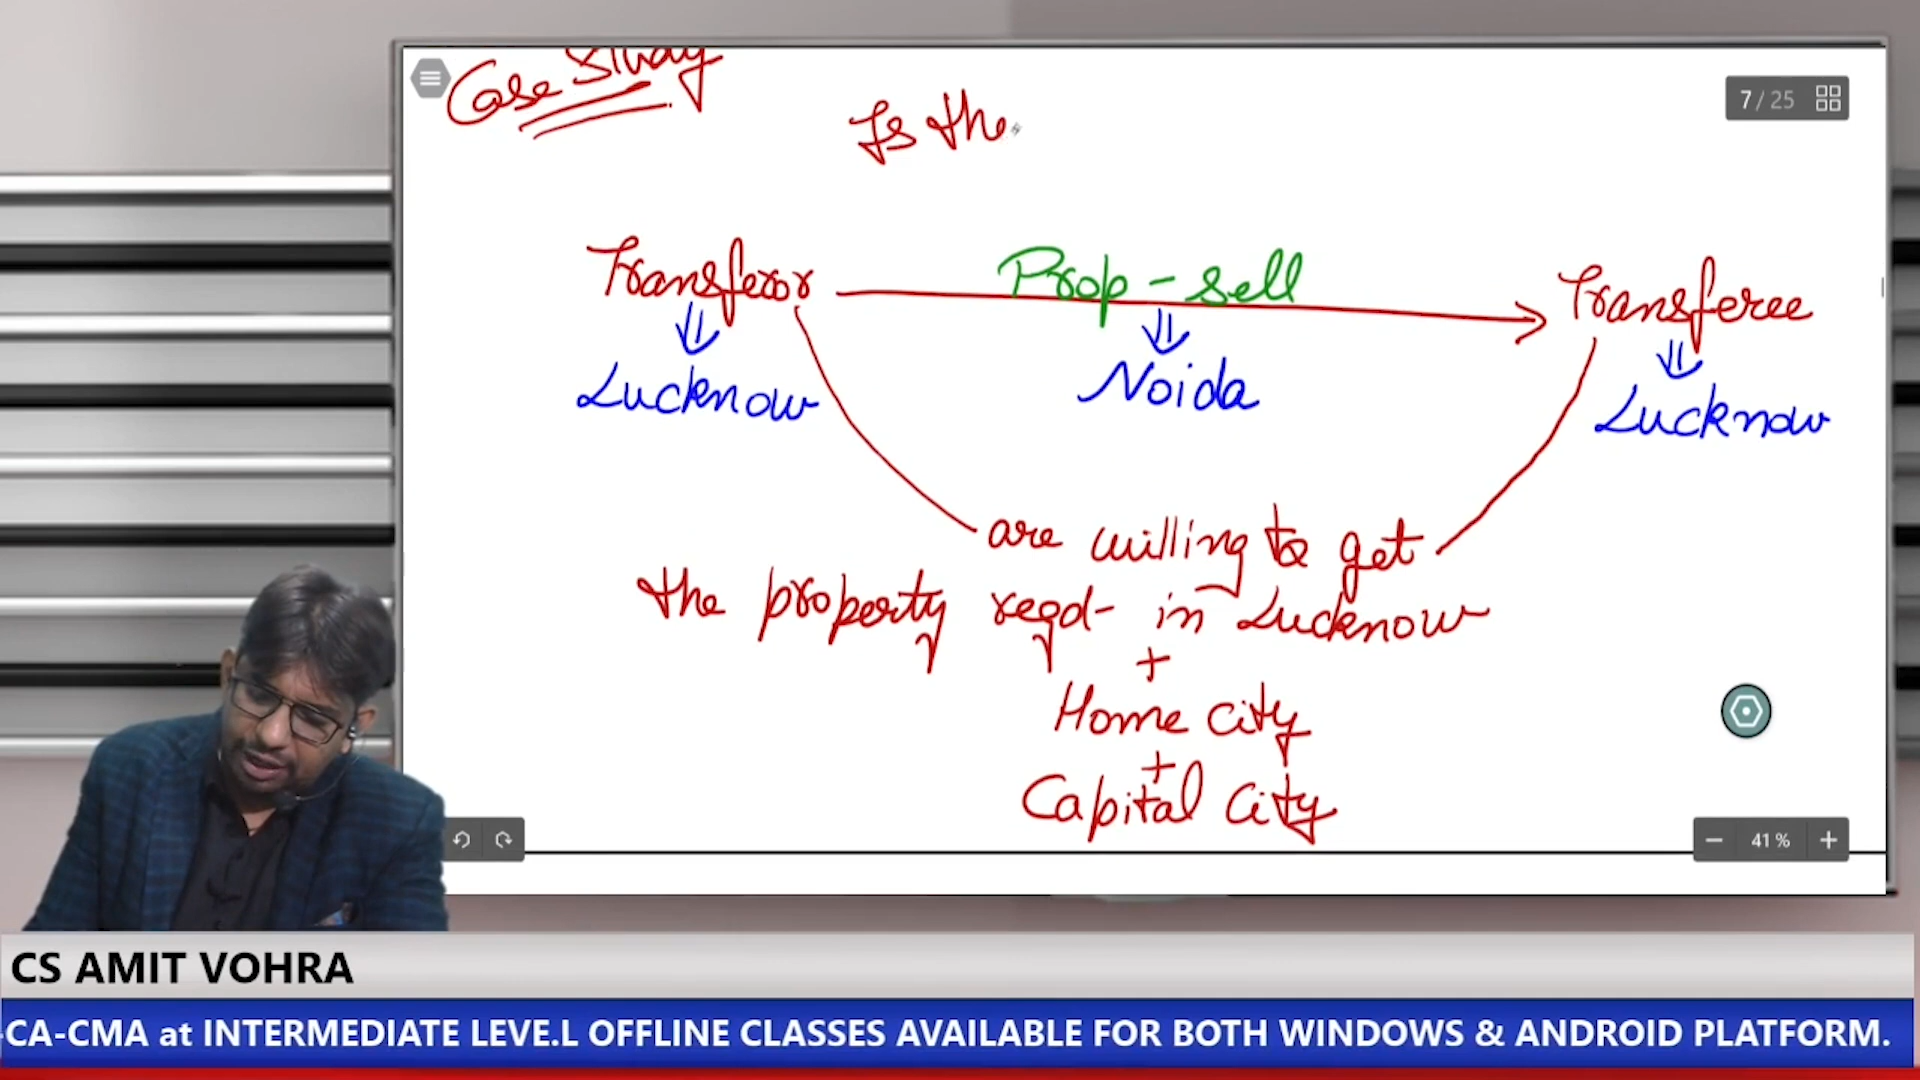 Case Study
7 / 25
Is the
Transferor
Prop - sell
Transferee
Lucknow
Noida
Lucknow
are willing to get
the property regd- in Lucknow
+
Home city
+
Capital City
41 %
CS AMIT VOHRA
-CA-CMA at INTERMEDIATE LEVE.L OFFLINE CLASSES AVAILABLE FOR BOTH WINDOWS & ANDROID PLATFORM.